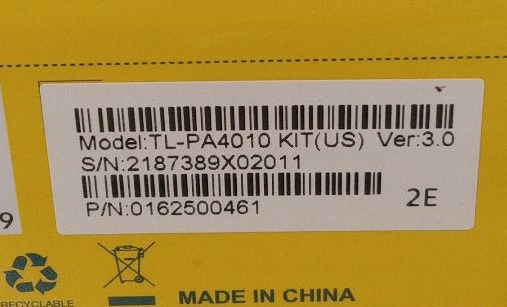 Model:TL-PA4010 KIT(US) Ver:3.0
S/N:2187389X02011
P/N:0162500461
2E
9
RECYCLABLE
MADE IN CHINA